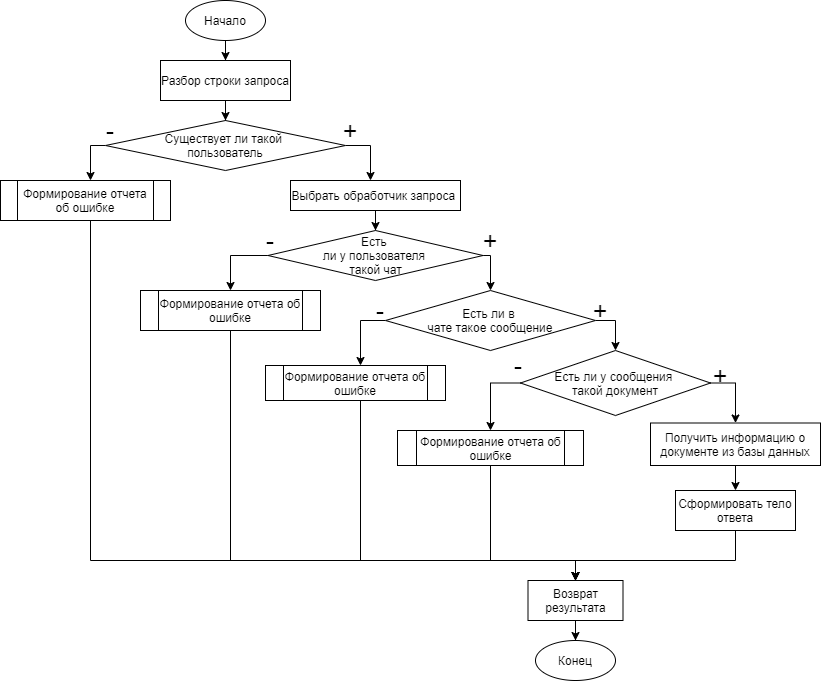 Начало
Разбор строки запроса
-
+
Существует ли такой
пользователь
Формирование отчета
об ошибке
Выбрать обработчик запроса
-
+
Есть
ли у пользователя
такой чат
Формирование отчета об
ошибке
-
+
Есть ли в
чате такое сообщение
Формирование отчета об
ошибке
-
+
Есть ли у сообщения
такой документ
Формирование отчета об
ошибке
Получить информацию о
документе из базы данных
Сформировать тело
ответа
Возврат
результата
Конец